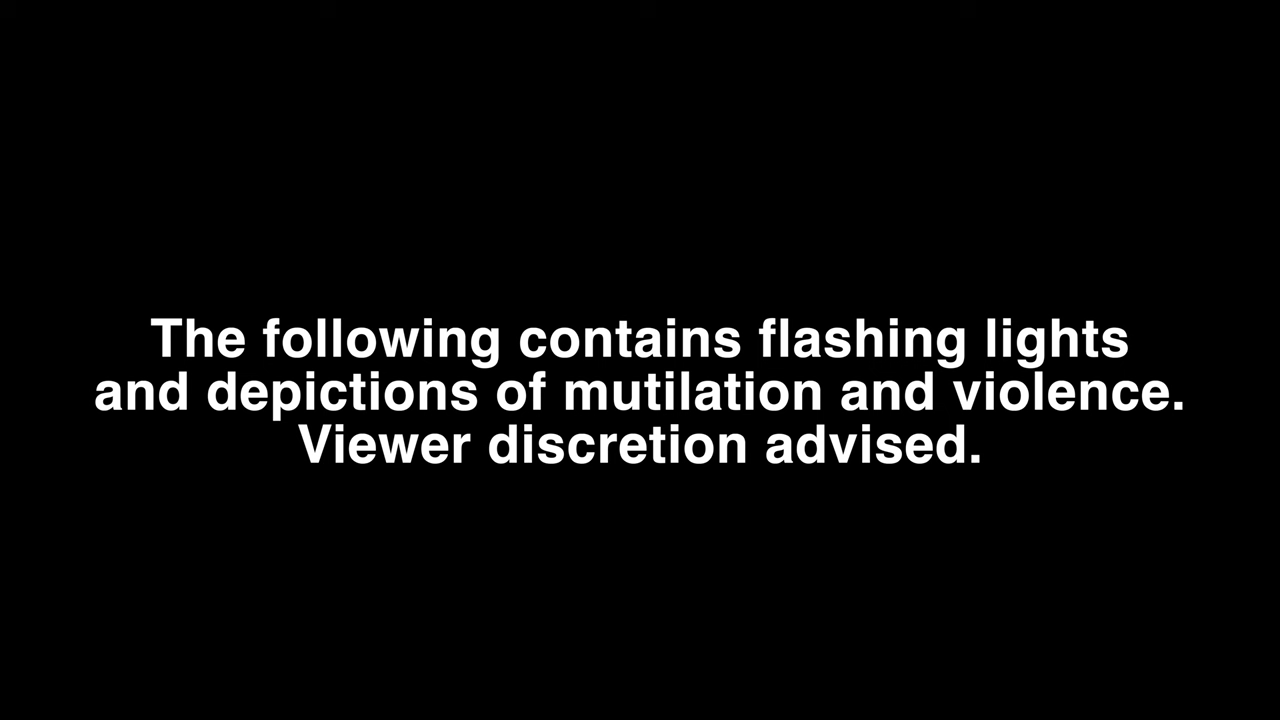 The following contains flashing lights
and depictions of mutilation and violence.
Viewer discretion advised.